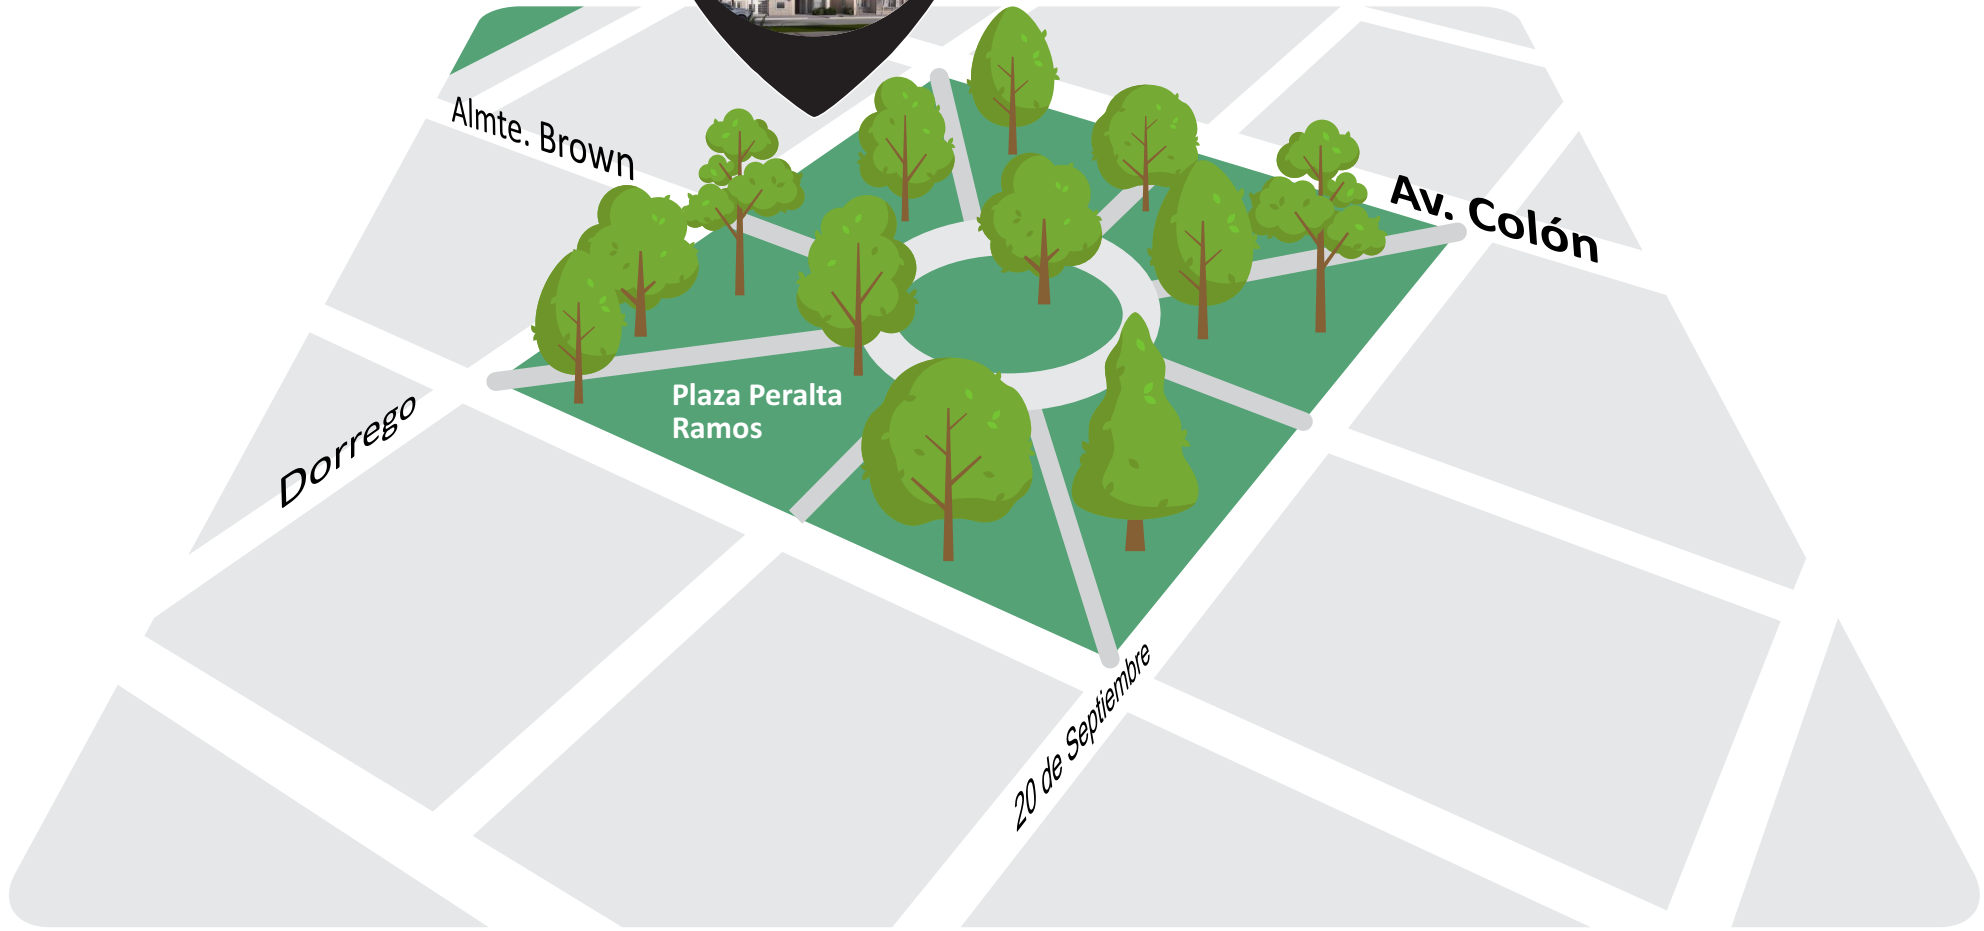 Almte. Brown
Av. Colón
Plaza Peralta
Ramos
Dorrego
20 de Septiembre